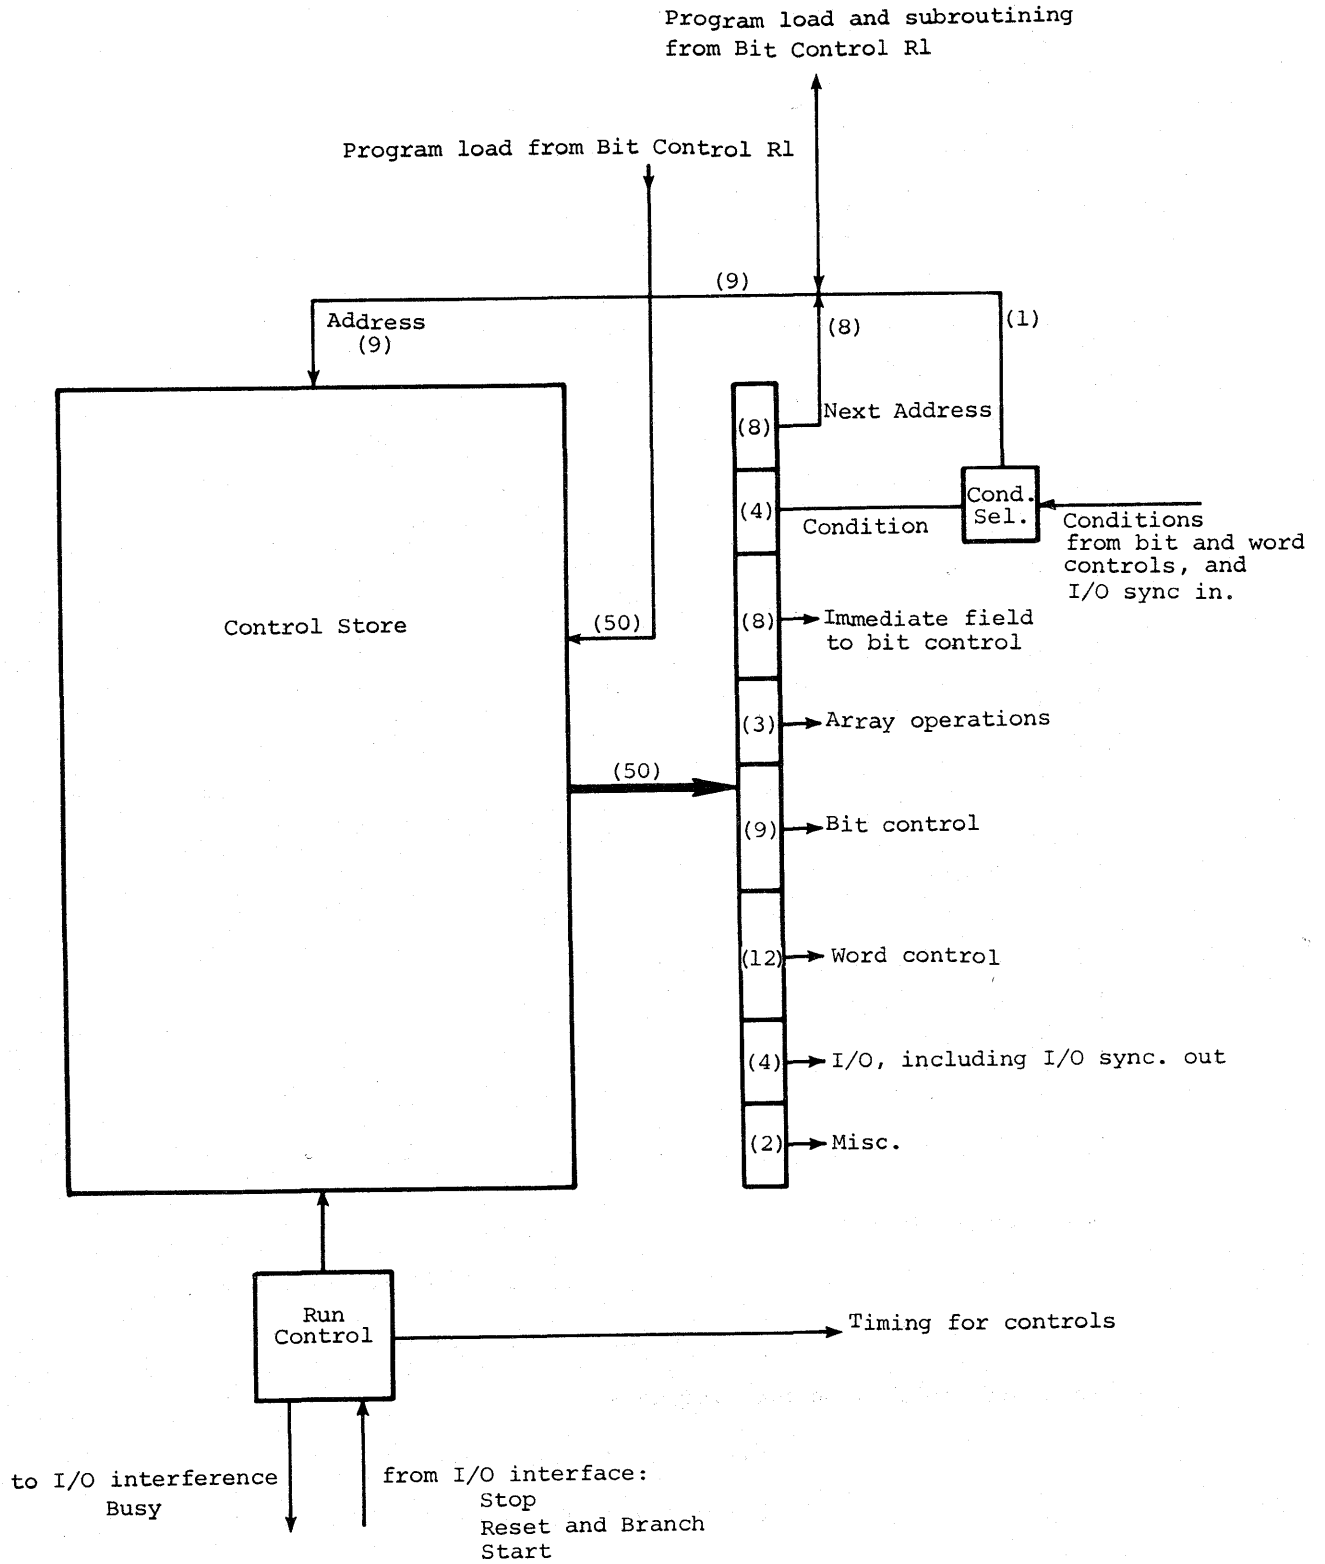 Program load and subroutining
from Bit Control R1
Program load from Bit Control R1
(9)
Address
(9)
(8)
(1)
(8)
Next Address
(4)
Condition
Cond.
Sel.
Conditions
from bit and word
controls, and
I/O sync in.
Control Store
(50)
(8)
Immediate field
to bit control
(3)
Array operations
(50)
(9)
Bit control
(12)
Word control
(4)
I/O, including I/O sync. out
(2)
Misc.
Run
Control
Timing for controls
to I/O interference
Busy
from I/O interface:
Stop
Reset and Branch
Start